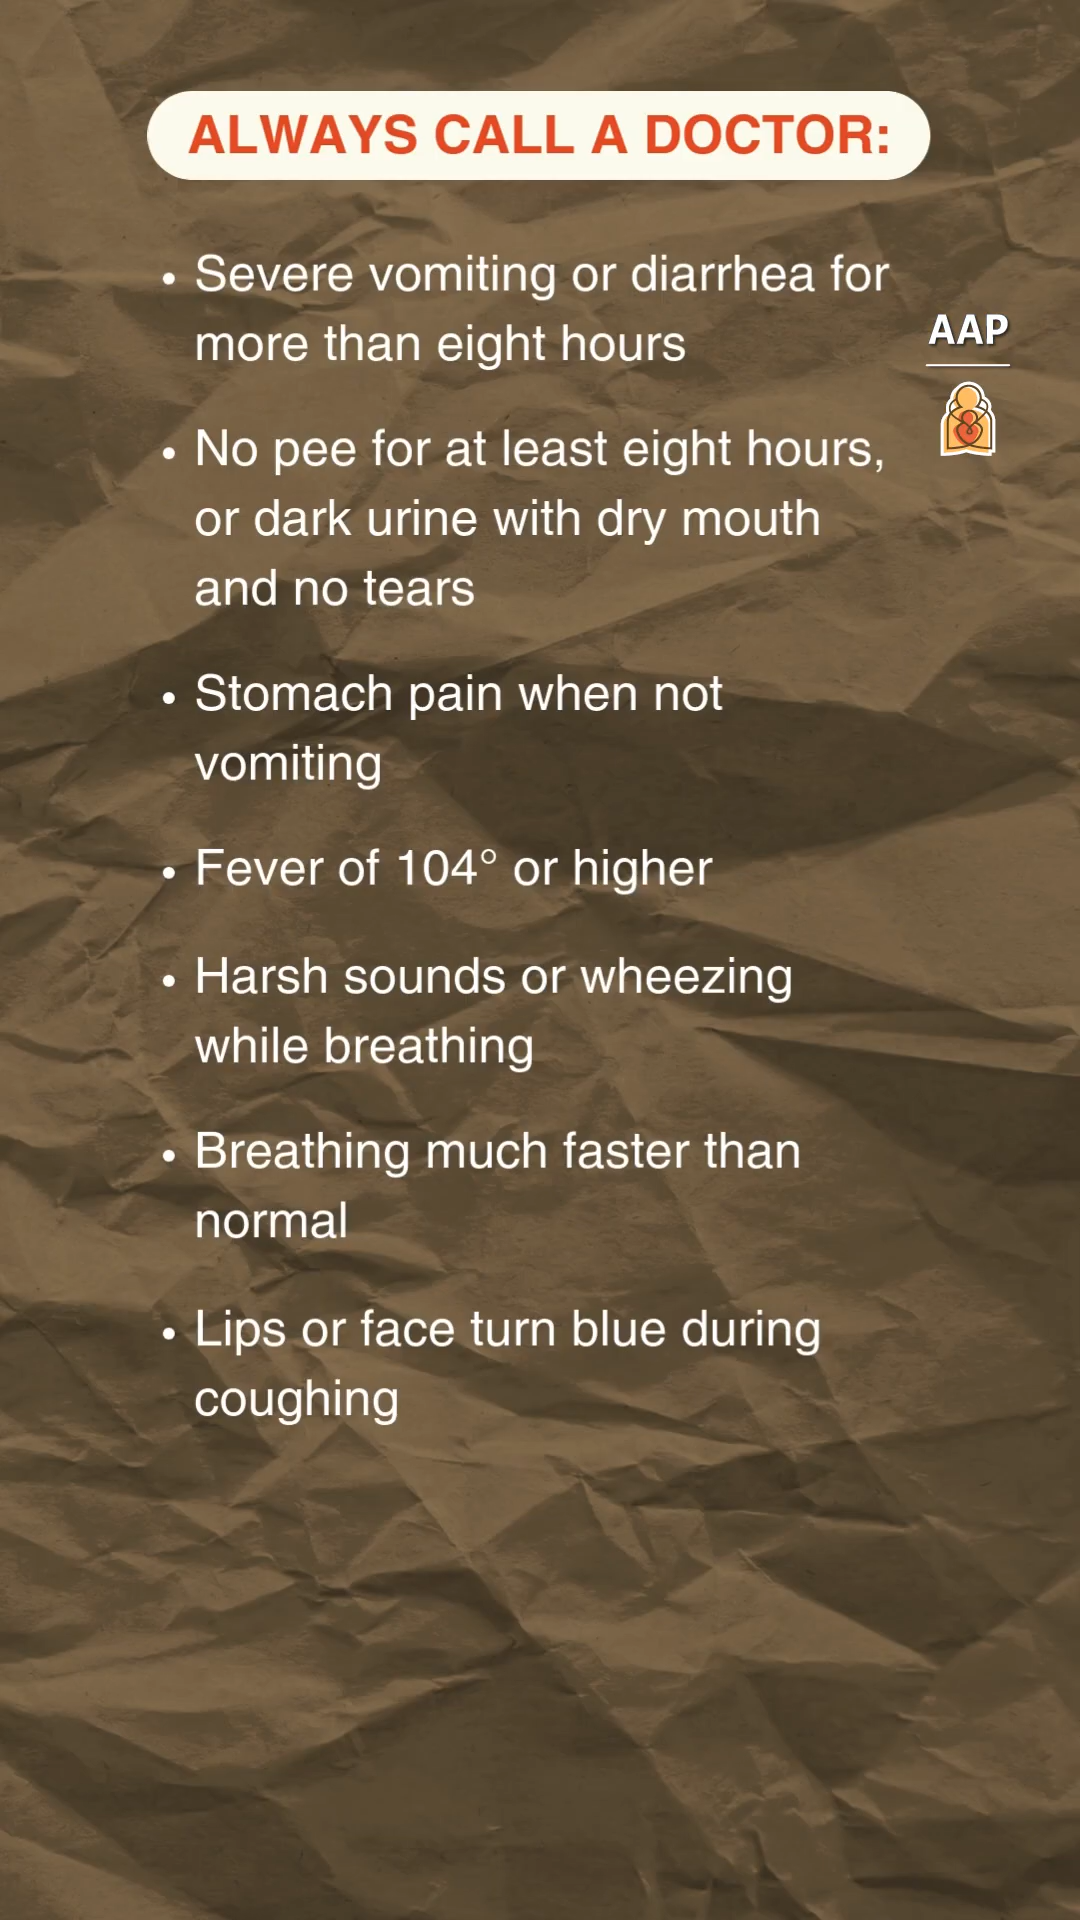 ALWAYS CALL A DOCTOR:
• Severe vomiting or diarrhea for
more than eight hours
AAP
• No pee for at least eight hours,
or dark urine with dry mouth
and no tears
• Stomach pain when not
vomiting
• Fever of 104° or higher
• Harsh sounds or wheezing
while breathing
• Breathing much faster than
normal
• Lips or face turn blue during
coughing